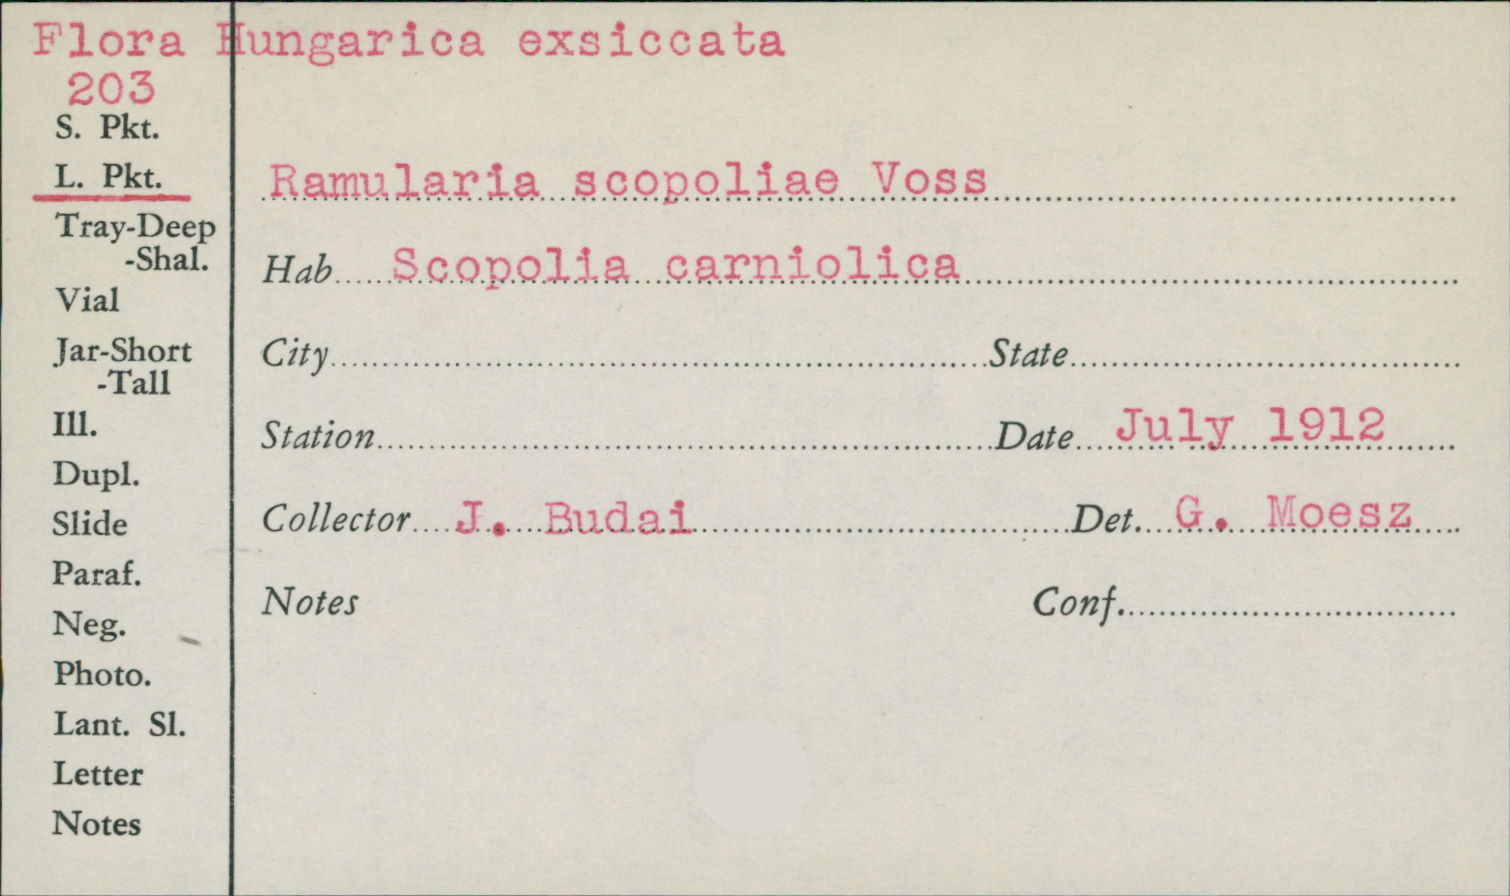 Flora Hungarica exsiccata
203
S. Pkt.
L. Pkt.
Tray-Deep
-Shal.
Vial
Jar-Short
-Tall
Ill.
Dupl.
Slide
Paraf.
Neg.
Photo.
Lant. Sl.
Letter
Notes
Ramularia scopoliae Voss
Hab Scopolia carniolica
City State
Station Date July 1912
Collector J. Budai Det. G. Moesz
Notes Conf.